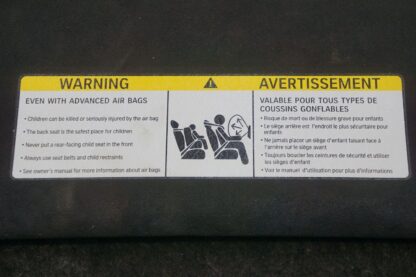 WARNING
EVEN WITH ADVANCED AIR BAGS
• Children can be killed or seriously injured by the air bag
• The back seat is the safest place for children
• Never put a rear-facing child seat in the front
• Always use seat belts and child restraints
• See owner's manual for more information about air bags
AVERTISSEMENT
VALABLE POUR TOUS TYPES DE
COUSSINS GONFLABLES
• Risque de mort ou de blessure grave pour enfants
• Le siège arrière est l'endroit le plus sécuritaire pour
enfants
• Ne jamais placer un siège d'enfant faisant face à
l'arrière sur le siège avant
• Toujours boucler les ceintures de sécurité et utiliser
les sièges d'enfant
• Voir le manuel d'utilisation pour plus d'informations